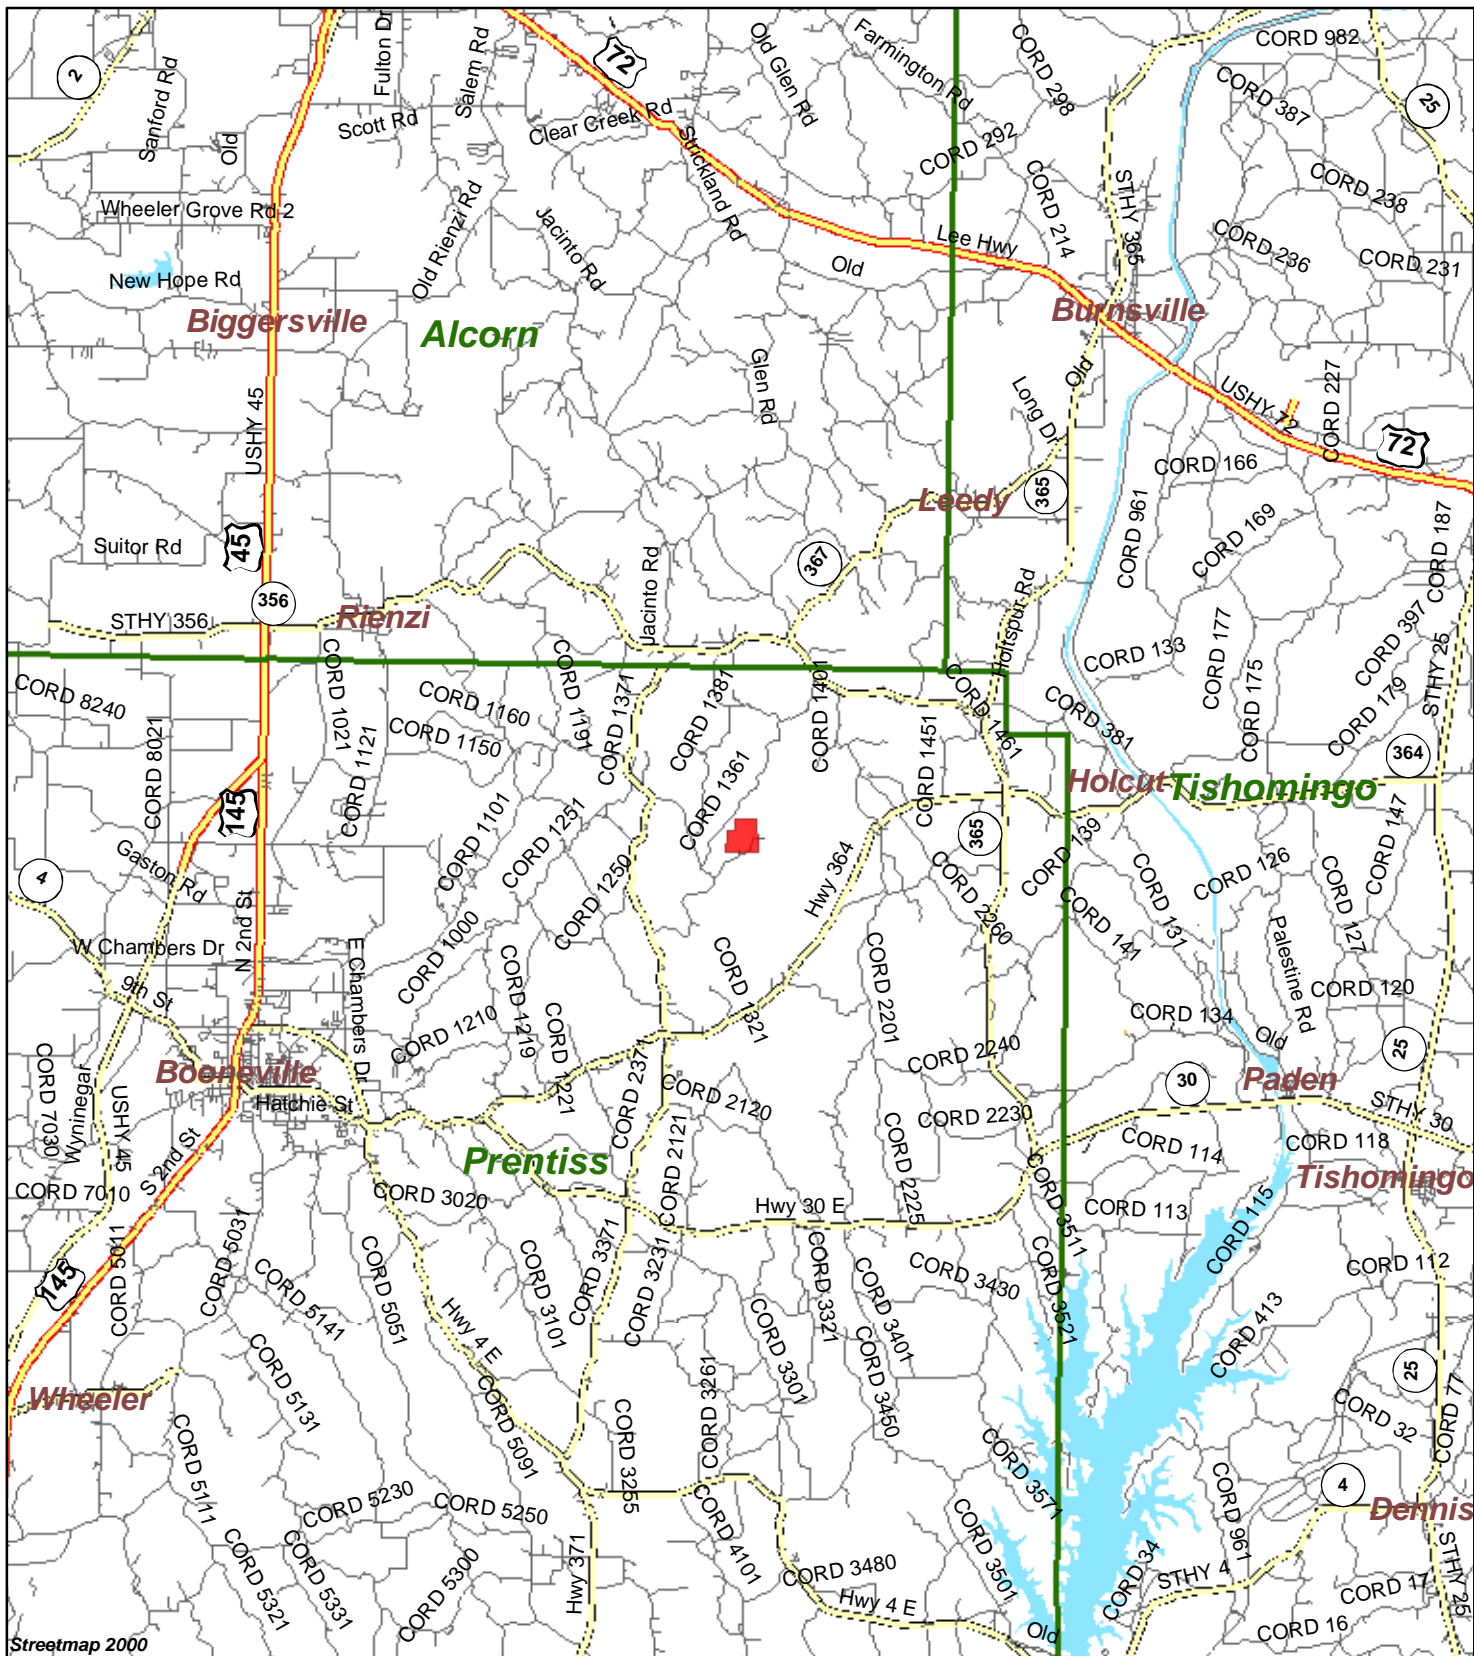 2
Sanford Rd
Old
Fulton Dr
Scott Rd
Salem Rd
72
Clear Creek Rd
Strickland Rd
Old Glen Rd
Farmington Rd
CORD 298
CORD 292
CORD 982
CORD 387
25
Wheeler Grove Rd-2
New Hope Rd
Old Rienzi Rd
Jacinto Rd
Old
Lee Hwy
CORD 214
STHY 365
CORD 238
CORD 236
CORD 231
Biggersville
Alcorn
Burnsville
USHY 45
Glen Rd
Long Dr
Old
USHY 72
CORD 227
72
CORD 166
Leedy
365
CORD 961
CORD 169
CORD 187
Suitor Rd
45
367
356
STHY 356
Rienzi
Jacinto Rd
Holtspur Rd
CORD 133
CORD 177
CORD 397
STHY 25
CORD 8240
CORD 8021
CORD 1021
CORD 1121
CORD 1160
CORD 1150
CORD 1191
CORD 1371
CORD 1381
CORD 1361
CORD 1401
CORD 1451
CORD 1461
CORD 381
CORD 175
CORD 179
364
Holcut
Tishomingo
145
CORD 1101
CORD 1251
CORD 1250
Hwy 364
365
CORD 139
CORD 147
4
Gaston Rd
W Chambers Dr
N 2nd St
9th St
E Chambers Dr
CORD 1000
CORD 1210
CORD 1219
CORD 1221
CORD 1321
CORD 2260
CORD 2201
CORD 141
CORD 131
CORD 126
CORD 127
Palestine Rd
CORD 120
CORD 134
Old
25
CORD 7030
Wyninegar
USHY 45
Booneville
Hatchie St
CORD 2371
CORD 2120
CORD 2240
CORD 2230
30
Paden
STHY 30
CORD 7010
S 2nd St
Prentiss
CORD 2121
CORD 2225
CORD 114
CORD 118
Tishomingo
CORD 3020
Hwy 30 E
CORD 3511
CORD 113
CORD 115
145
CORD 5011
CORD 5031
CORD 5141
CORD 5051
Hwy 4 E
CORD 3101
CORD 3371
CORD 3231
CORD 3301
CORD 3321
CORD 3401
CORD 3450
CORD 3430
CORD 3521
CORD 112
CORD 413
Wheeler
CORD 5131
CORD 5091
CORD 3261
25
CORD 32
CORD 77
CORD 5111
CORD 5230
CORD 5250
CORD 3255
CORD 4101
CORD 3571
CORD 961
4
Dennis
CORD 5321
CORD 5331
CORD 5300
Hwy 371
CORD 3480
Hwy 4 E
CORD 3501
Old
CORD 34
STHY 4
CORD 17
CORD 16
STHY 25
Streetmap 2000